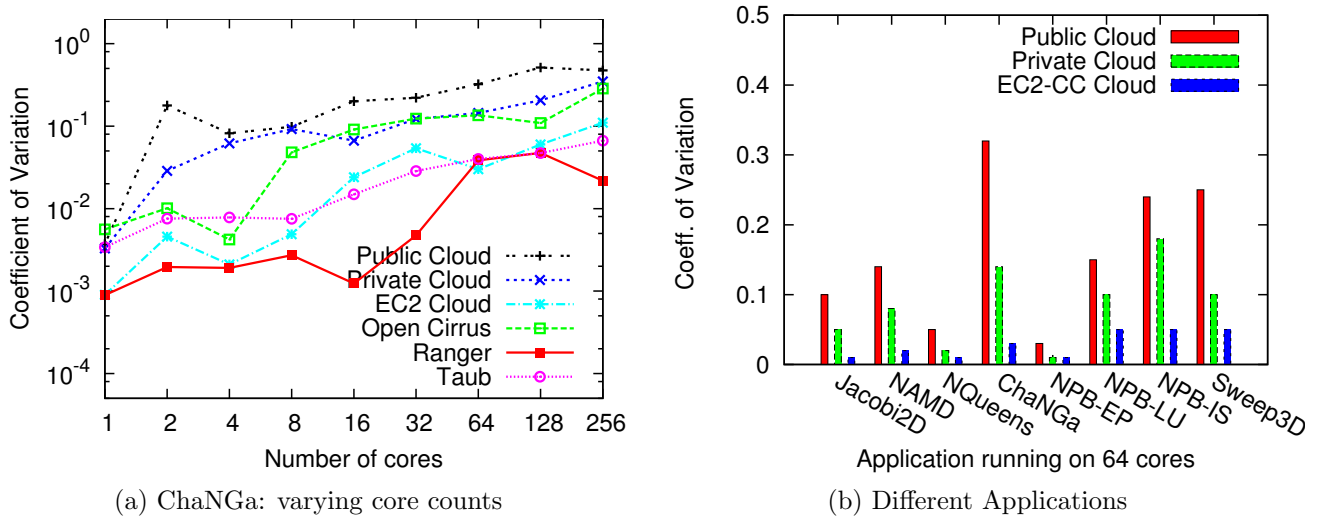 10^0
10^-1
10^-2
10^-3
10^-4
Coefficient of Variation
1 2 4 8 16 32 64 128 256
Number of cores
Public Cloud
Private Cloud
EC2 Cloud
Open Cirrus
Ranger
Taub
(a) ChaNGa: varying core counts
0.5
0.4
0.3
0.2
0.1
0
Coeff. of Variation
Public Cloud
Private Cloud
EC2-CC Cloud
Jacobi2D
NAMD
NQueens
ChaNGa
NPB-EP
NPB-LU
NPB-IS
Sweep3D
Application running on 64 cores
(b) Different Applications